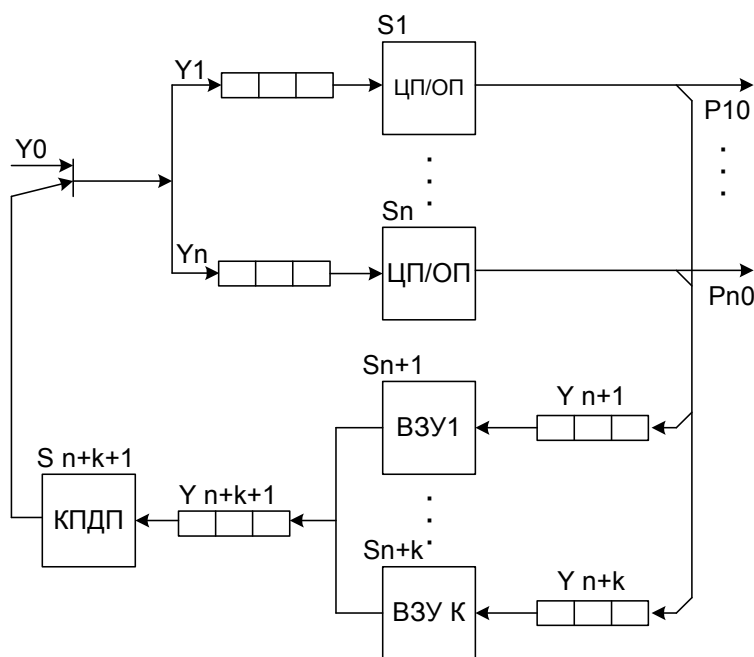 S1
Y1
ЦП/ОП
P10
Y0
Sn
Yn
ЦП/ОП
Pn0
Sn+1
Y n+1
ВЗУ1
S n+k+1
Y n+k+1
КПДП
Sn+k
Y n+k
ВЗУ К